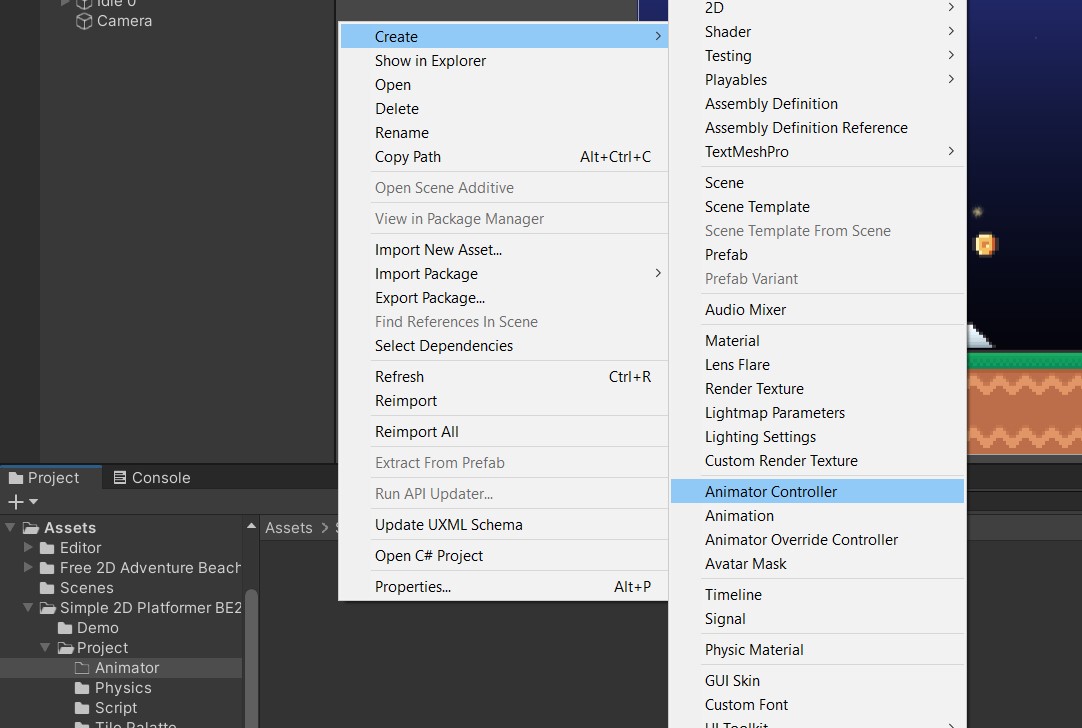 Idle 0
Camera
Create
Show in Explorer
Open
Delete
Rename
Copy Path Alt+Ctrl+C
Open Scene Additive
View in Package Manager
Import New Asset...
Import Package
Export Package...
Find References In Scene
Select Dependencies
Refresh Ctrl+R
Reimport
Reimport All
Extract From Prefab
Run API Updater...
Update UXML Schema
Open C# Project
Properties... Alt+P
2D
Shader
Testing
Playables
Assembly Definition
Assembly Definition Reference
TextMeshPro
Scene
Scene Template
Scene Template From Scene
Prefab
Prefab Variant
Audio Mixer
Material
Lens Flare
Render Texture
Lightmap Parameters
Lighting Settings
Custom Render Texture
Animator Controller
Animation
Animator Override Controller
Avatar Mask
Timeline
Signal
Physic Material
GUI Skin
Custom Font
UI Toolkit
Project Console
Assets
Editor
Free 2D Adventure Beach
Scenes
Simple 2D Platformer BE2
Demo
Project
Animator
Physics
Script
Tile Palatte
Assets >